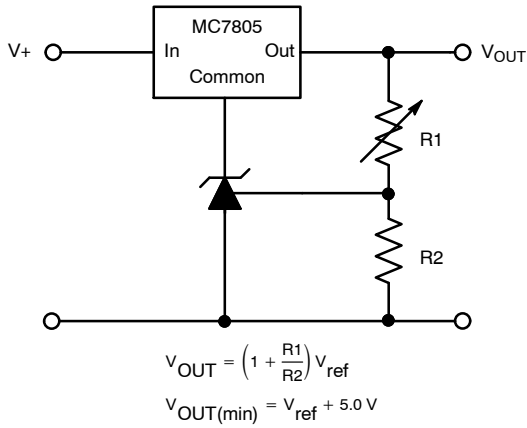 MC7805
V+ In Out VOUT
Common
R1
R2
VOUT = (1 + R1/R2) Vref
VOUT(min) = Vref + 5.0 V